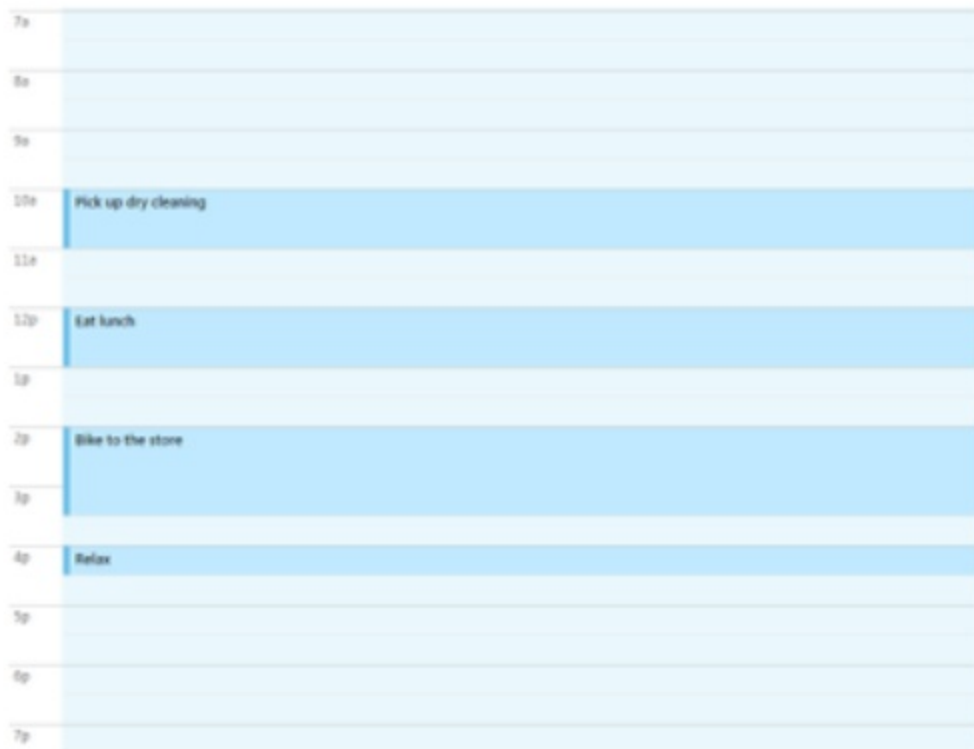 7a
8a
9a
10a
Pick up dry cleaning
11a
12p
Eat lunch
1p
2p
Bike to the store
3p
4p
Relax
5p
6p
7p